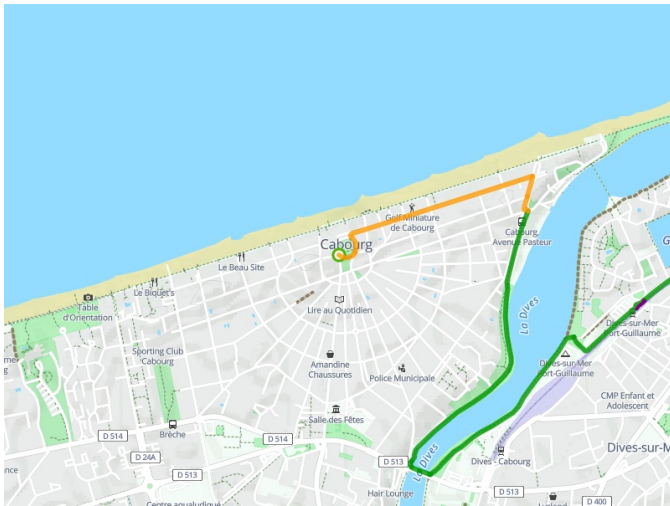 Golf Miniature
de Cabourg
Cabourg
Cabourg,
Avenue Pasteur
Le Beau Site
Le Biquet's
Table
d'Orientation
Lire au Quotidien
La Dives
Dives-sur-Mer
Port-Guillaume
Sporting Club
Cabourg
Amandine
Chaussures
Police Municipale
Dives-sur-Mer
Port-Guillaume
CMP Enfant et
Adolescent
Salle des Fêtes
Brèche
D 514
D 514
D 24A
D 513
D 513
La Dives
Dives - Cabourg
Dives-sur-M
Hair Lounge
D 513
D 400
Centre aqualudique